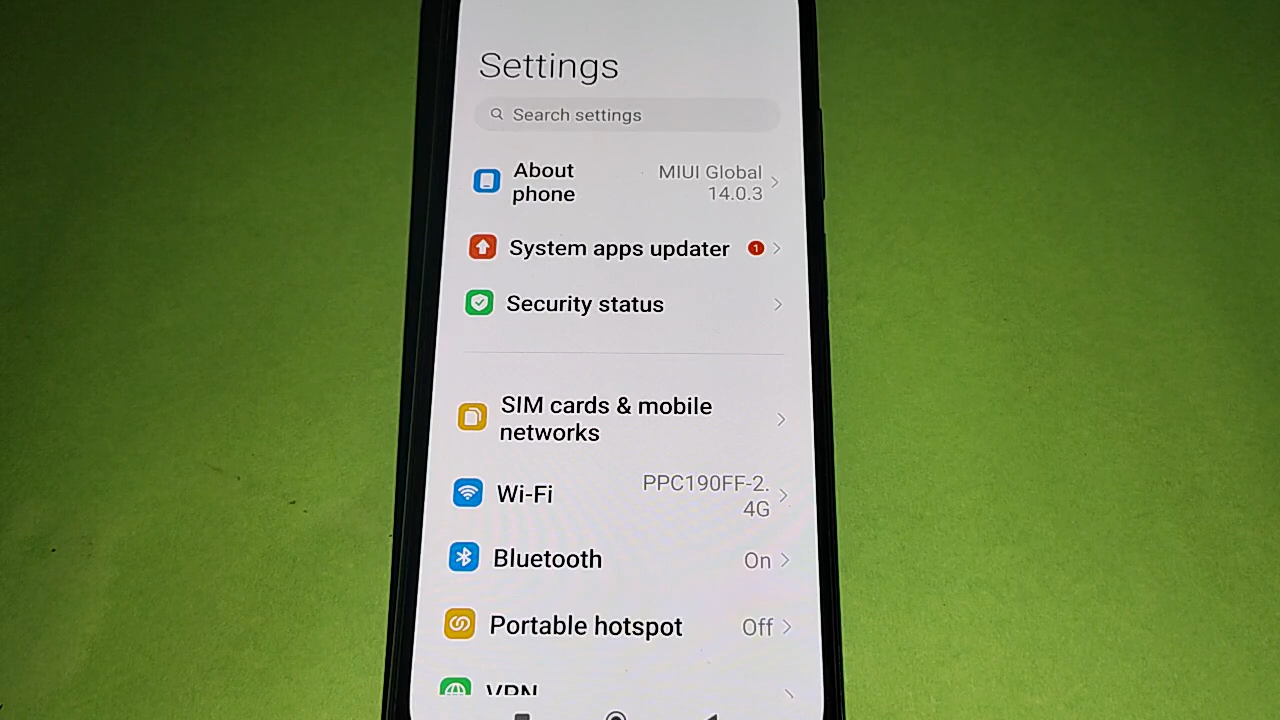 Settings
Search settings
About
phone
MIUI Global
14.0.3
System apps updater 1
Security status
SIM cards & mobile
networks
Wi-Fi
PPC190FF-2.
4G
Bluetooth On
Portable hotspot Off
VPN